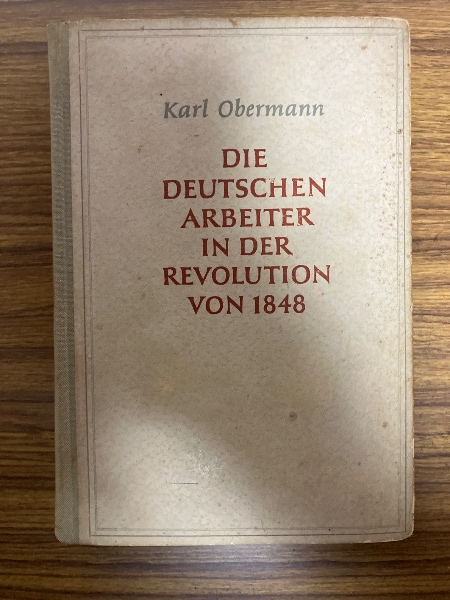 Karl Obermann
DIE
DEUTSCHEN
ARBEITER
IN DER
REVOLUTION
VON 1848